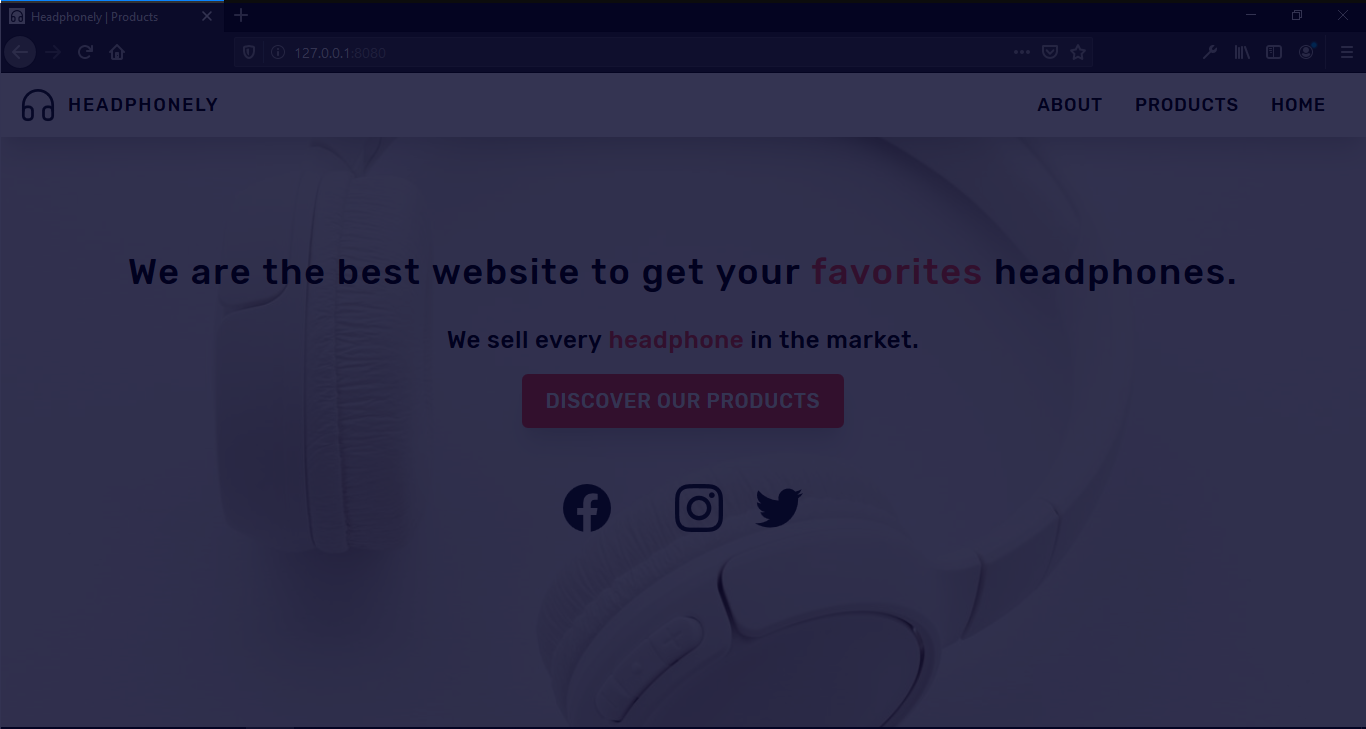 Headphonely | Products
127.0.0.1:8080
HEADPHONELY
ABOUT PRODUCTS HOME
We are the best website to get your favorites headphones.
We sell every headphone in the market.
DISCOVER OUR PRODUCTS